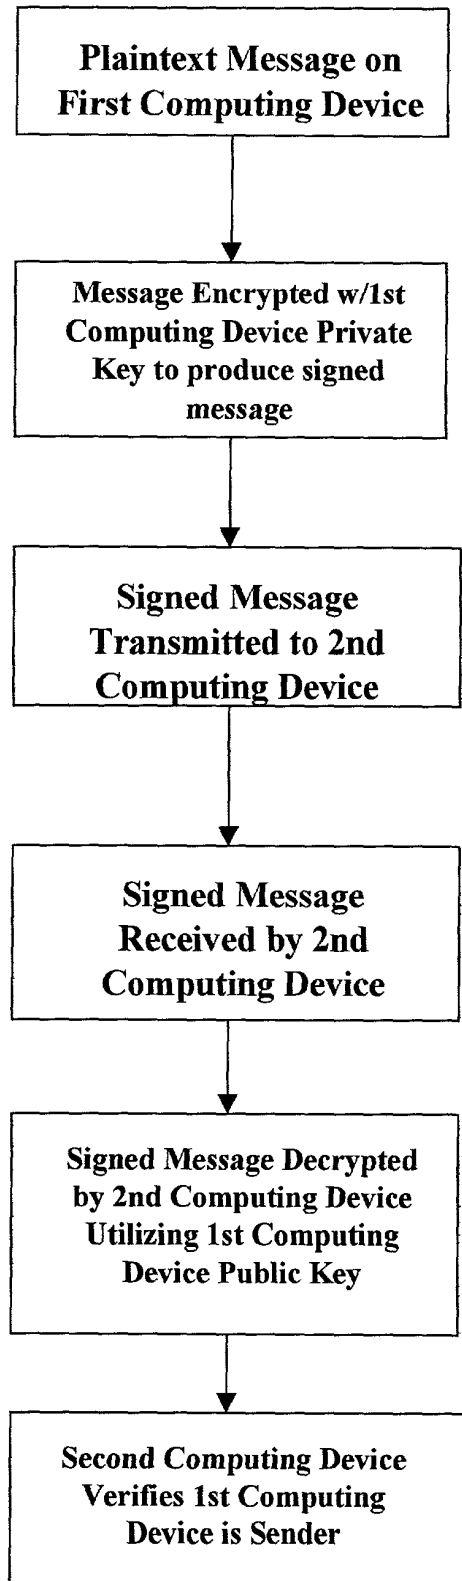 Plaintext Message on
First Computing Device
Message Encrypted w/1st
Computing Device Private
Key to produce signed
message
Signed Message
Transmitted to 2nd
Computing Device
Signed Message
Received by 2nd
Computing Device
Signed Message Decrypted
by 2nd Computing Device
Utilizing 1st Computing
Device Public Key
Second Computing Device
Verifies 1st Computing
Device is Sender